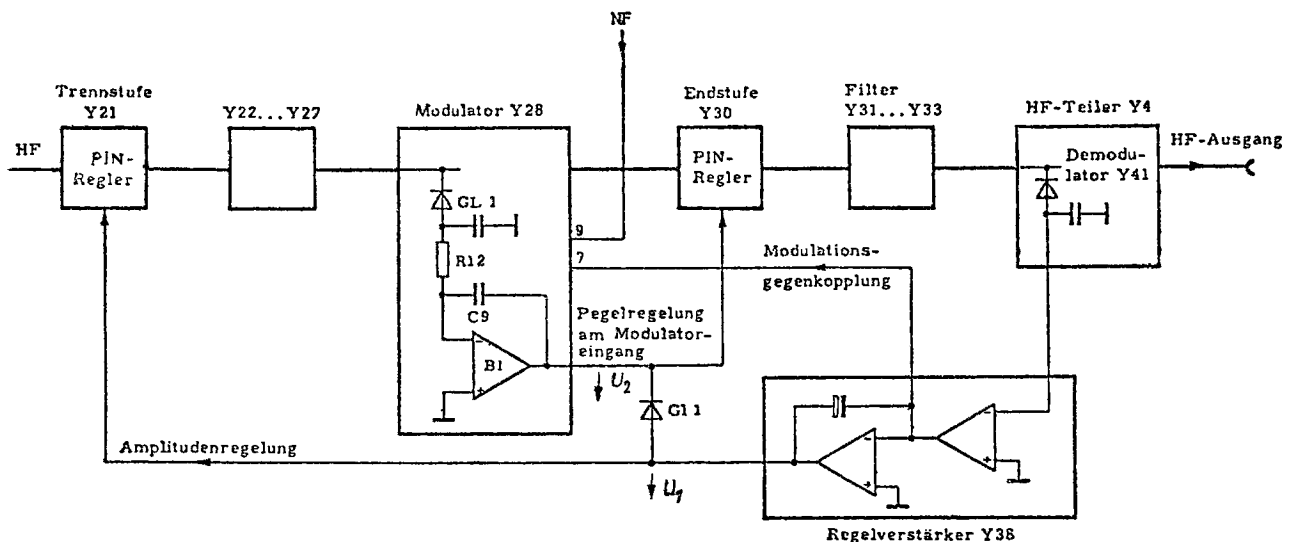 NF
Trennstufe
Y21
Y22...Y27
Modulator Y28
Endstufe
Y30
Filter
Y31...Y33
HF-Teiler Y4
HF
PIN-
Regler
PIN-
Regler
Demodu-
lator Y41
HF-Ausgang
GL 1
9
R12
7
Modulations-
gegenkopplung
C9
Pegelregelung
am Modulator-
eingang
-
B1
+
U2
Gl 1
-
+
-
+
Amplitudenregelung
U1
Regelverstärker Y38